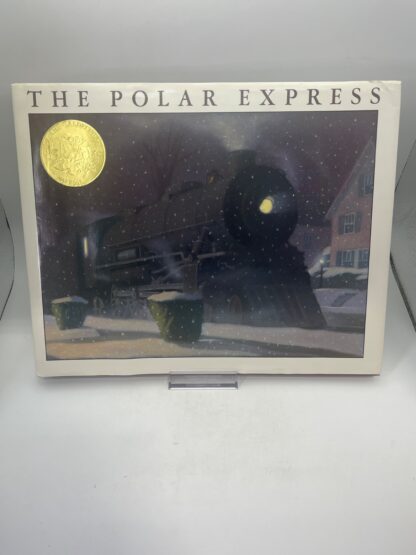 THE POLAR EXPRESS